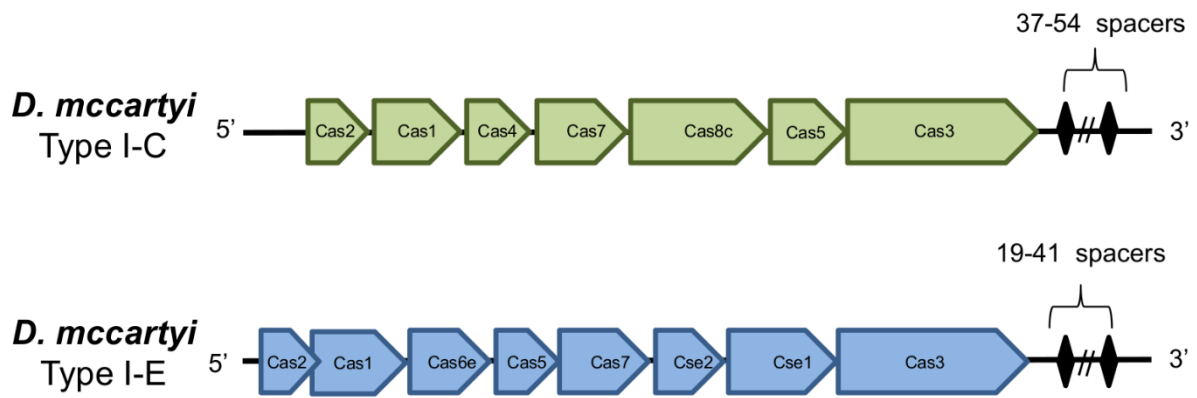 37-54 spacers
D. mccartyi
Type I-C
5’ Cas2 Cas1 Cas4 Cas7 Cas8c Cas5 Cas3 3’
19-41 spacers
D. mccartyi
Type I-E
5’ Cas2 Cas1 Cas6e Cas5 Cas7 Cse2 Cse1 Cas3 3’